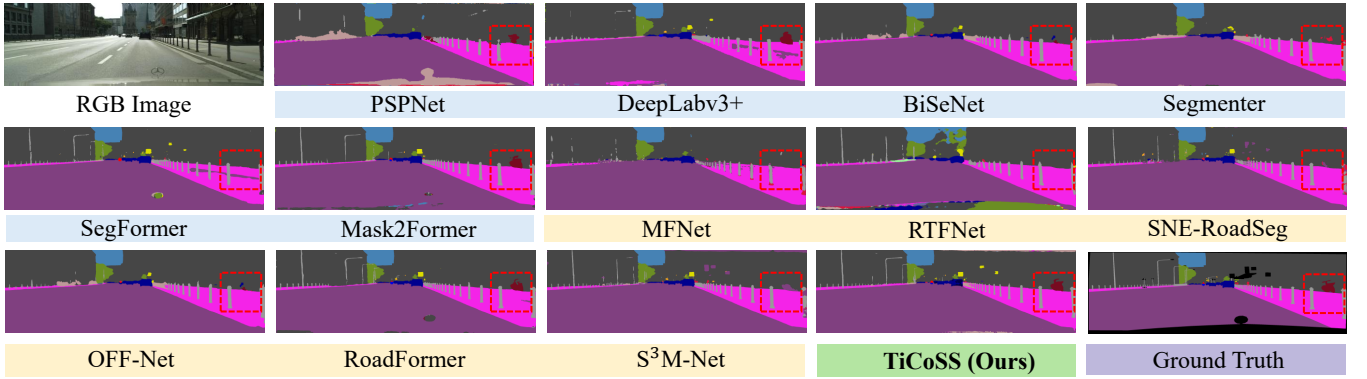 RGB Image
PSPNet
DeepLabv3+
BiSeNet
Segmenter
SegFormer
Mask2Former
MFNet
RTFNet
SNE-RoadSeg
OFF-Net
RoadFormer
S³M-Net
TiCoSS (Ours)
Ground Truth